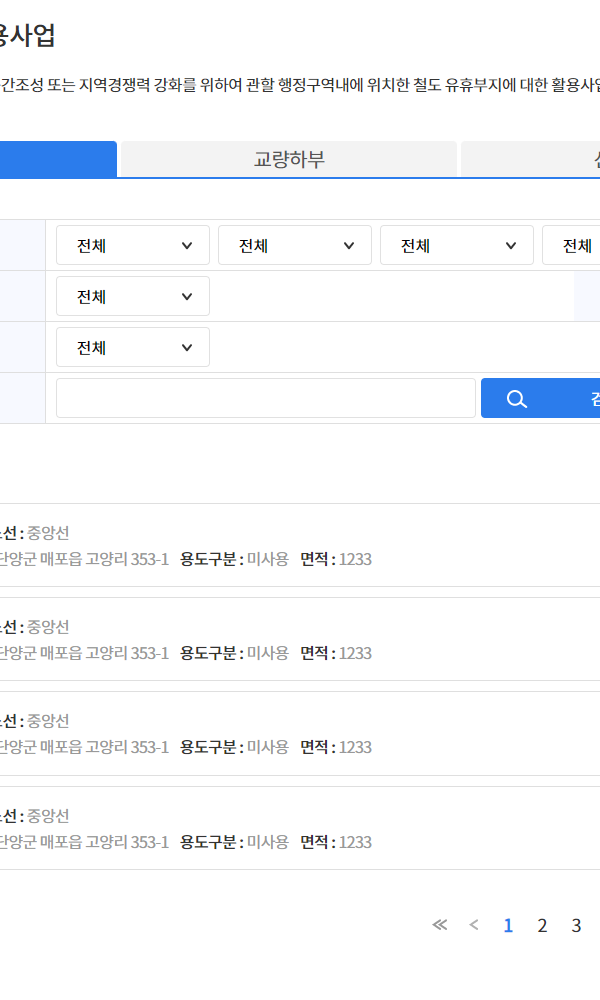 용사업
간조성 또는 지역경쟁력 강화를 위하여 관할 행정구역내에 위치한 철도 유휴부지에 대한 활용사업
교량하부
전체 전체 전체 전체
전체
전체
노선 : 중앙선
단양군 매포읍 고양리 353-1 용도구분 : 미사용 면적 : 1233
노선 : 중앙선
단양군 매포읍 고양리 353-1 용도구분 : 미사용 면적 : 1233
노선 : 중앙선
단양군 매포읍 고양리 353-1 용도구분 : 미사용 면적 : 1233
노선 : 중앙선
단양군 매포읍 고양리 353-1 용도구분 : 미사용 면적 : 1233
1 2 3